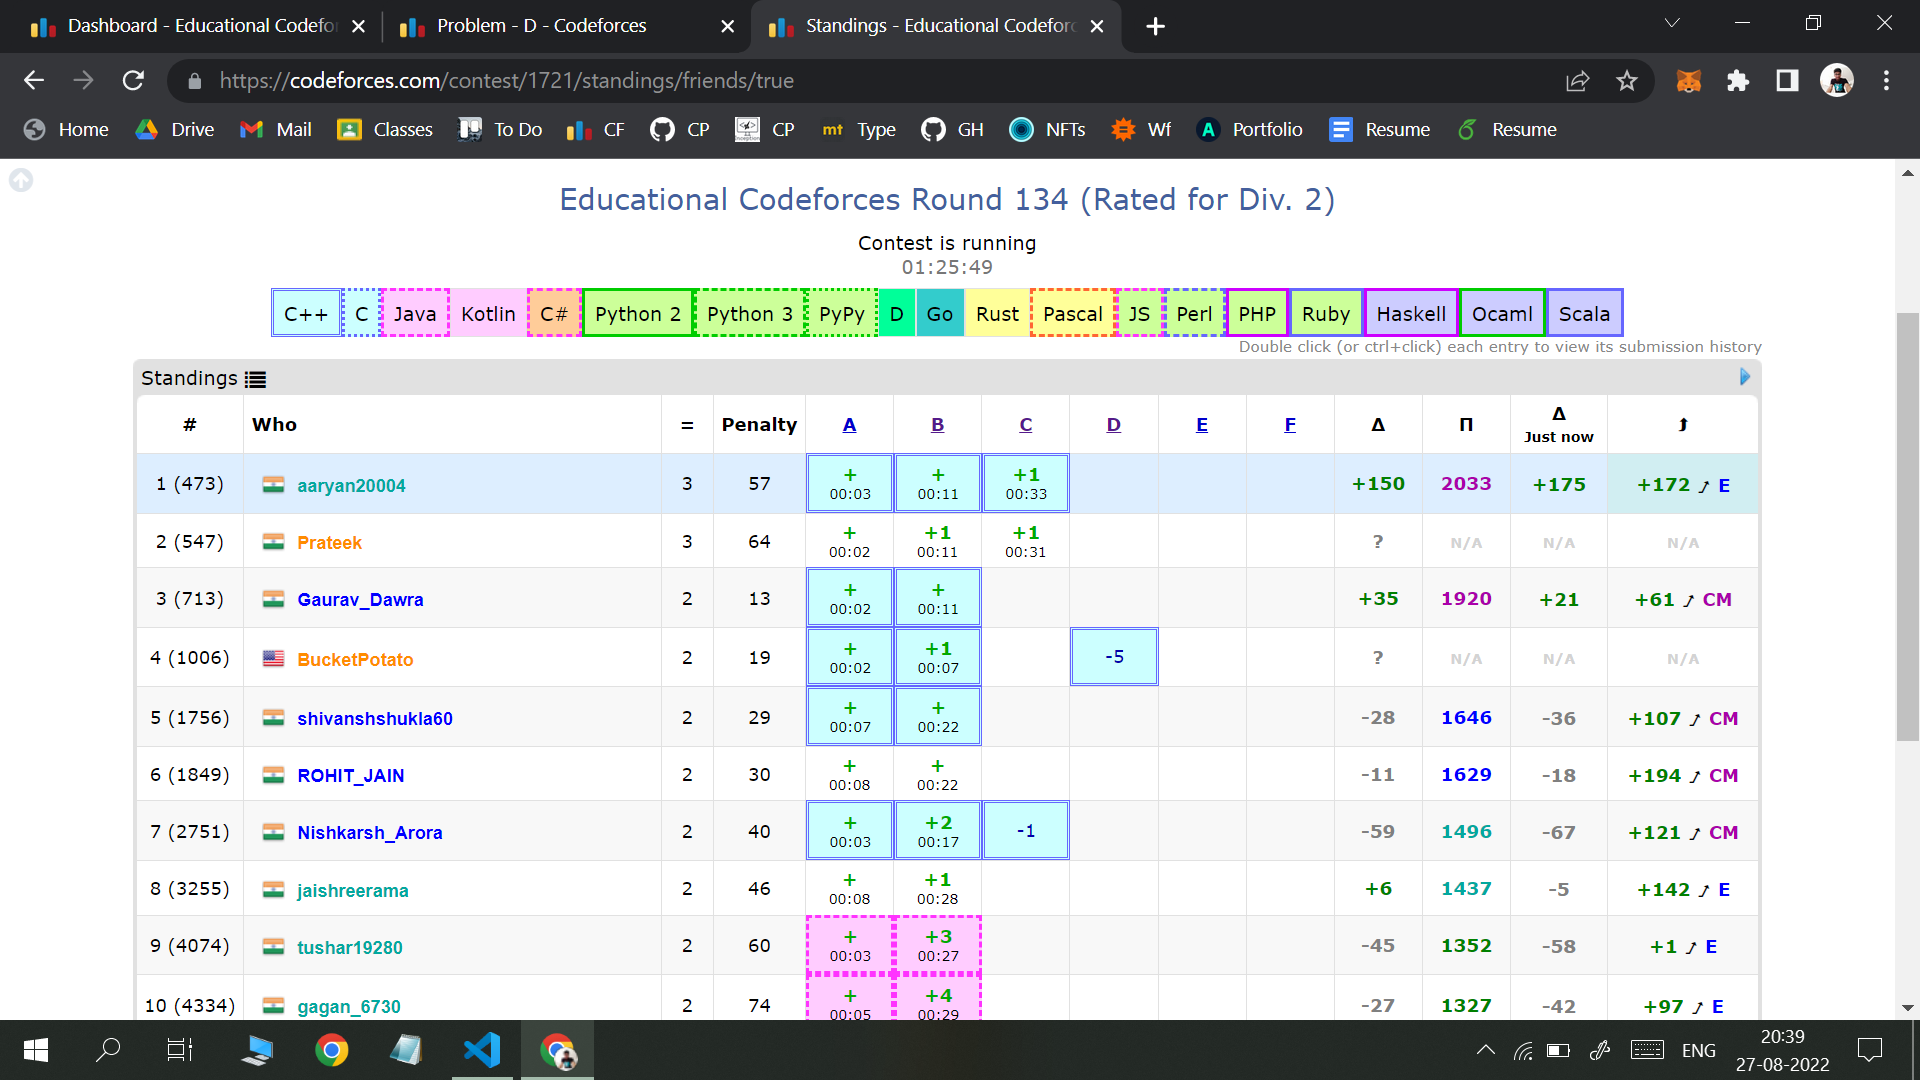 Dashboard - Educational Codefor
Problem - D - Codeforces
Standings - Educational Codeforc
https://codeforces.com/contest/1721/standings/friends/true
Home Drive Mail Classes To Do CF CP CP mt Type GH NFTs Wf A Portfolio Resume Resume
Educational Codeforces Round 134 (Rated for Div. 2)
Contest is running
01:25:49
C++ C Java Kotlin C# Python 2 Python 3 PyPy D Go Rust Pascal JS Perl PHP Ruby Haskell Ocaml Scala
Double click (or ctrl+click) each entry to view its submission history
Standings
# Who = Penalty A B C D E F Δ Π Δ Just now ⮥
1 (473) aaryan20004 3 57 + 00:03 + 00:11 +1 00:33 +150 2033 +175 +172 ⤴ E
2 (547) Prateek 3 64 + 00:02 +1 00:11 +1 00:31 ? N/A N/A N/A
3 (713) Gaurav_Dawra 2 13 + 00:02 + 00:11 +35 1920 +21 +61 ⤴ CM
4 (1006) BucketPotato 2 19 + 00:02 +1 00:07 -5 ? N/A N/A N/A
5 (1756) shivanshshukla60 2 29 + 00:07 + 00:22 -28 1646 -36 +107 ⤴ CM
6 (1849) ROHIT_JAIN 2 30 + 00:08 + 00:22 -11 1629 -18 +194 ⤴ CM
7 (2751) Nishkarsh_Arora 2 40 + 00:03 +2 00:17 -1 -59 1496 -67 +121 ⤴ CM
8 (3255) jaishreerama 2 46 + 00:08 +1 00:28 +6 1437 -5 +142 ⤴ E
9 (4074) tushar19280 2 60 + 00:03 +3 00:27 -45 1352 -58 +1 ⤴ E
10 (4334) gagan_6730 2 74 + 00:05 +4 00:29 -27 1327 -42 +97 ⤴ E
ENG
20:39
27-08-2022